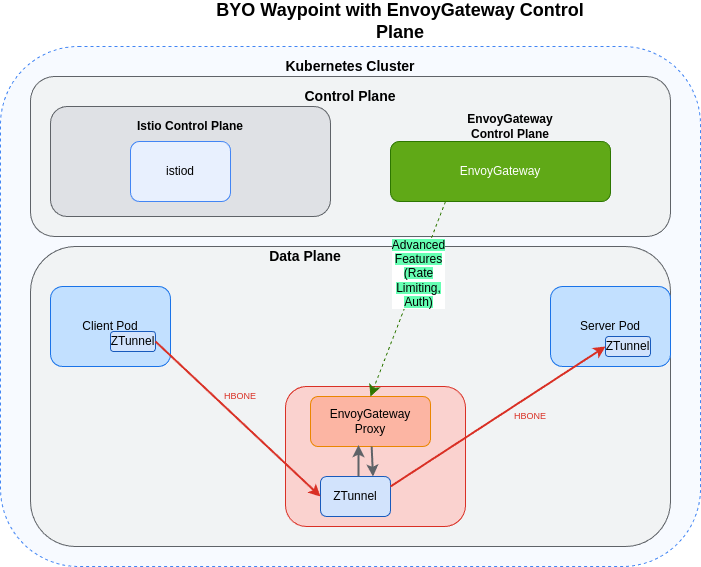 BYO Waypoint with EnvoyGateway Control
Plane
Kubernetes Cluster
Control Plane
Istio Control Plane
istiod
EnvoyGateway
Control Plane
EnvoyGateway
Advanced
Features
(Rate
Limiting,
Auth)
Data Plane
Client Pod
ZTunnel
Server Pod
ZTunnel
HBONE
HBONE
EnvoyGateway
Proxy
ZTunnel